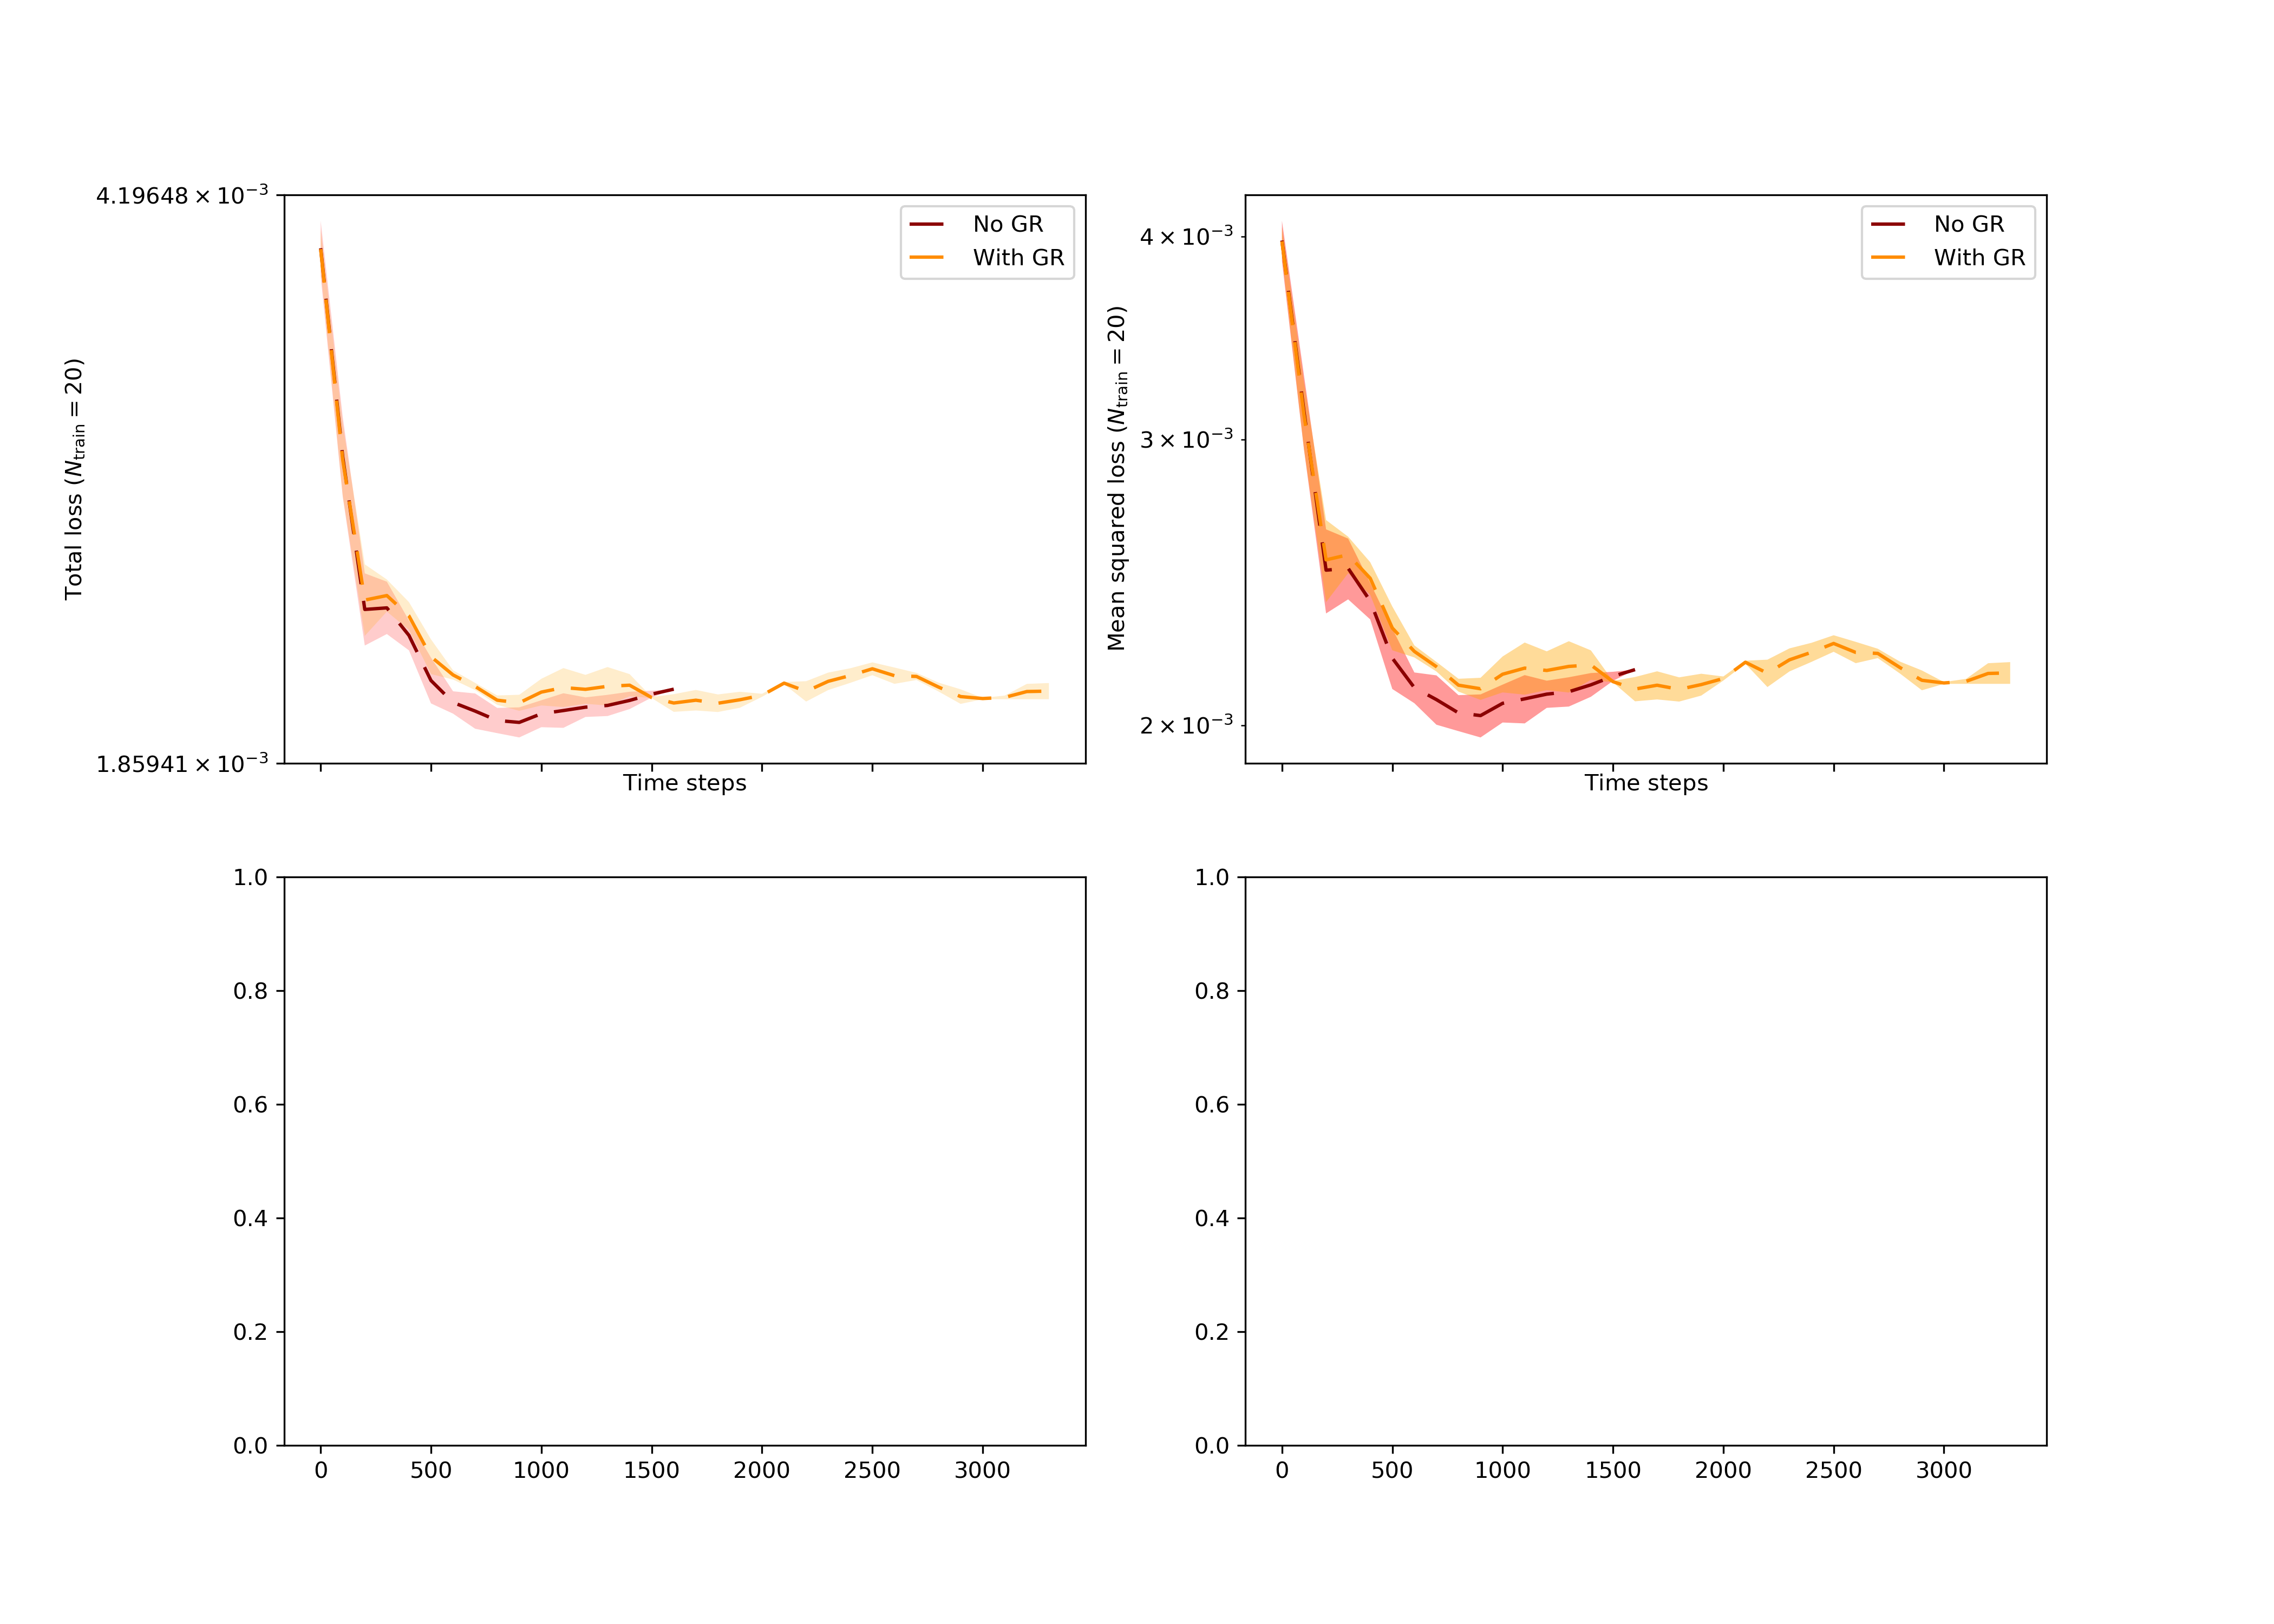 4.19648 × 10⁻³
1.85941 × 10⁻³
Total loss (N_train = 20)
No GR
With GR
Time steps
4 × 10⁻³
3 × 10⁻³
2 × 10⁻³
Mean squared loss (N_train = 20)
No GR
With GR
Time steps
1.0
0.8
0.6
0.4
0.2
0.0
0 500 1000 1500 2000 2500 3000
1.0
0.8
0.6
0.4
0.2
0.0
0 500 1000 1500 2000 2500 3000